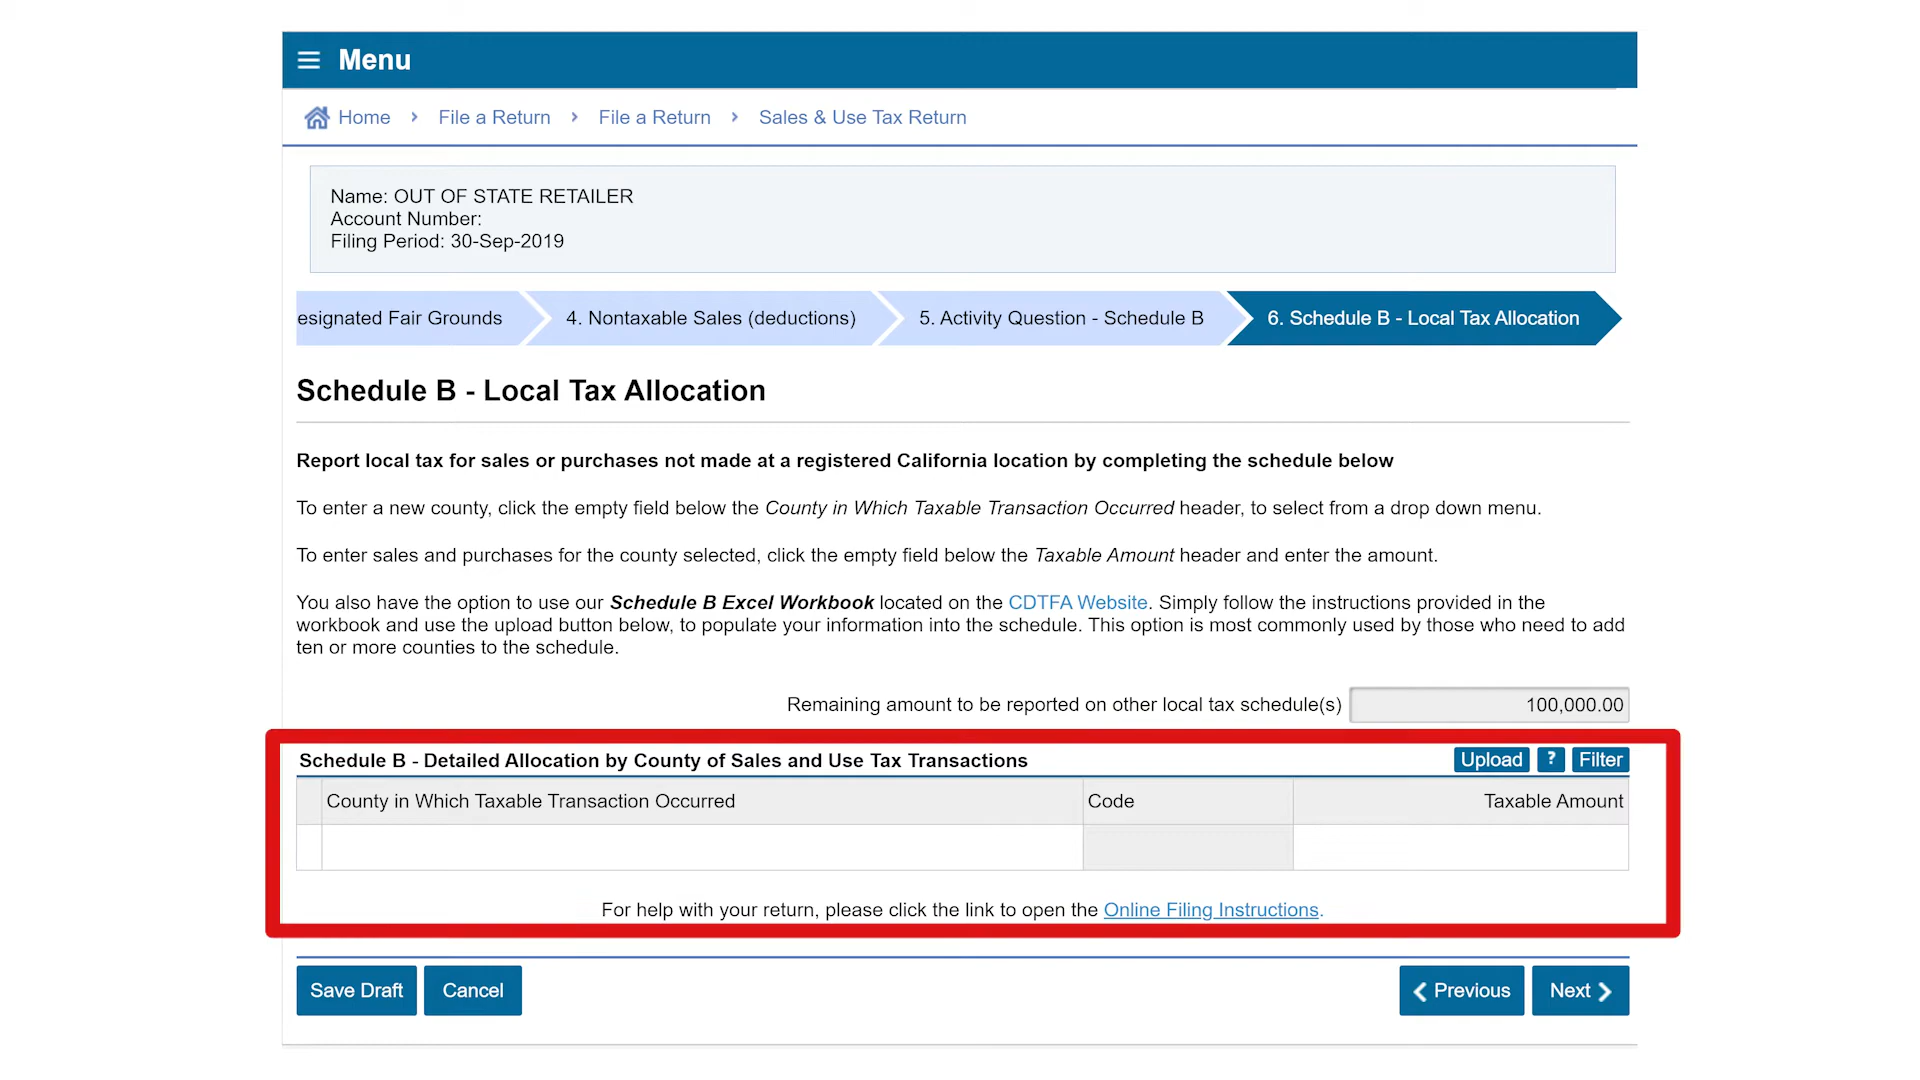 Menu
Home › File a Return › File a Return › Sales & Use Tax Return
Name: OUT OF STATE RETAILER
Account Number:
Filing Period: 30-Sep-2019
esignated Fair Grounds
4. Nontaxable Sales (deductions)
5. Activity Question - Schedule B
6. Schedule B - Local Tax Allocation
Schedule B - Local Tax Allocation
Report local tax for sales or purchases not made at a registered California location by completing the schedule below
To enter a new county, click the empty field below the County in Which Taxable Transaction Occurred header, to select from a drop down menu.
To enter sales and purchases for the county selected, click the empty field below the Taxable Amount header and enter the amount.
You also have the option to use our Schedule B Excel Workbook located on the CDTFA Website. Simply follow the instructions provided in the
workbook and use the upload button below, to populate your information into the schedule. This option is most commonly used by those who need to add
ten or more counties to the schedule.
Remaining amount to be reported on other local tax schedule(s) 100,000.00
Schedule B - Detailed Allocation by County of Sales and Use Tax Transactions
Upload ? Filter
County in Which Taxable Transaction Occurred Code Taxable Amount
For help with your return, please click the link to open the Online Filing Instructions.
Save Draft Cancel Previous Next